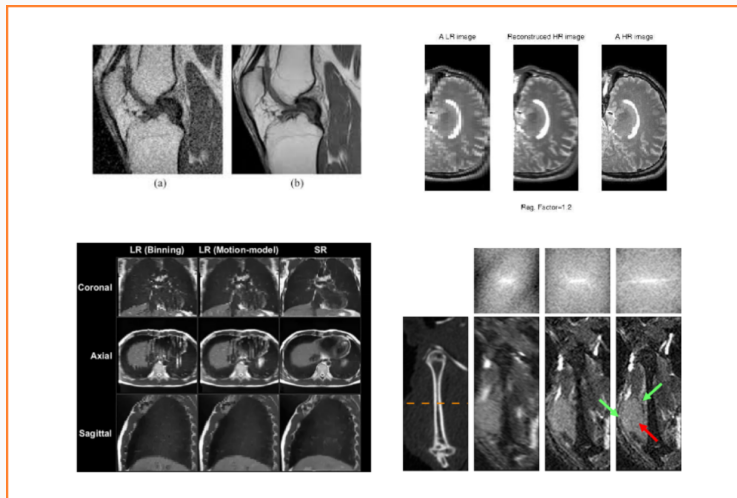 A LR image Reconstruced HR image A HR image
(a) (b)
Reg. Factor=1.2
LR (Binning) LR (Motion-model) SR
Coronal
Axial
Sagittal